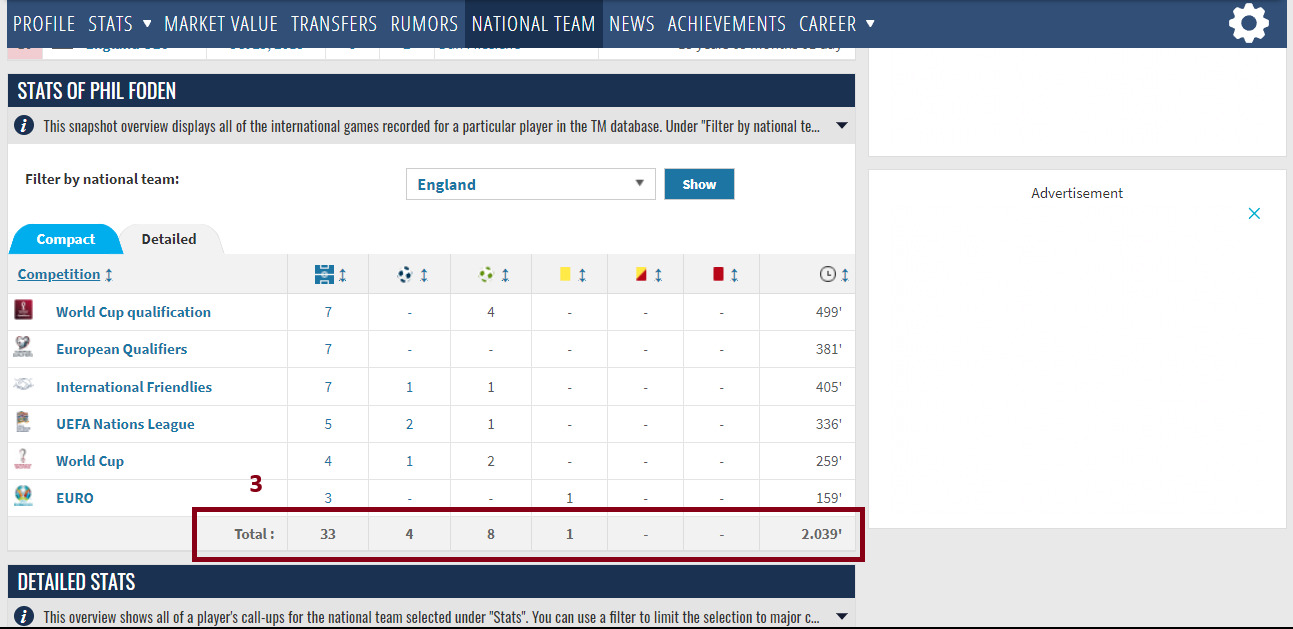 PROFILE STATS MARKET VALUE TRANSFERS RUMORS NATIONAL TEAM NEWS ACHIEVEMENTS CAREER
STATS OF PHIL FODEN
i This snapshot overview displays all of the international games recorded for a particular player in the TM database. Under "Filter by national te...
Filter by national team:
England
Show
Advertisement
Compact Detailed
Competition
World Cup qualification 7 - 4 - - - 499'
European Qualifiers 7 - - - - - 381'
International Friendlies 7 1 1 - - - 405'
UEFA Nations League 5 2 1 - - - 336'
World Cup 4 1 2 - - - 259'
3
EURO 3 - - 1 - - 159'
Total : 33 4 8 1 - - 2.039'
DETAILED STATS
i This overview shows all of a player's call-ups for the national team selected under "Stats". You can use a filter to limit the selection to major c...